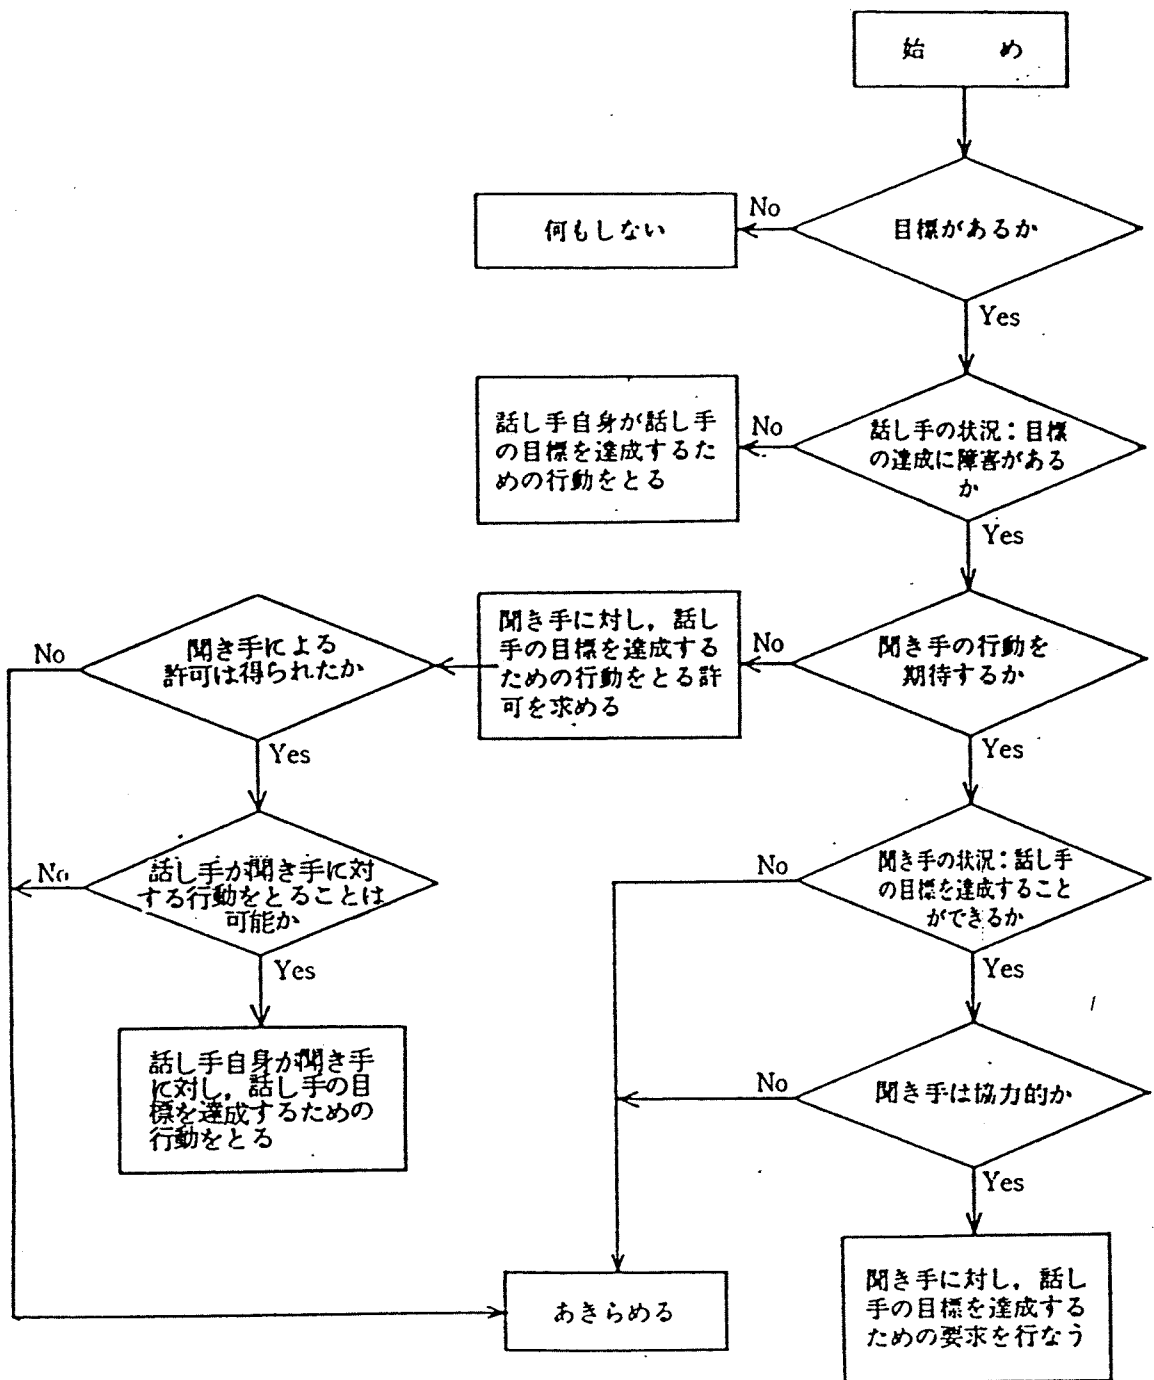 始 め
目標があるか
No
何もしない
Yes
話し手の状況：目標
の達成に障害がある
か
No
話し手自身が話し手
の目標を達成するた
めの行動をとる
Yes
聞き手の行動を
期待するか
No
聞き手に対し，話し
手の目標を達成する
ための行動をとる許
可を求める
聞き手による
許可は得られたか
No
Yes
話し手が聞き手に対
する行動をとることは
可能か
No
Yes
話し手自身が聞き手
に対し，話し手の目
標を達成するための
行動をとる
Yes
聞き手の状況：話し手
の目標を達成すること
ができるか
No
Yes
聞き手は協力的か
No
Yes
あきらめる
聞き手に対し，話し
手の目標を達成する
ための要求を行なう